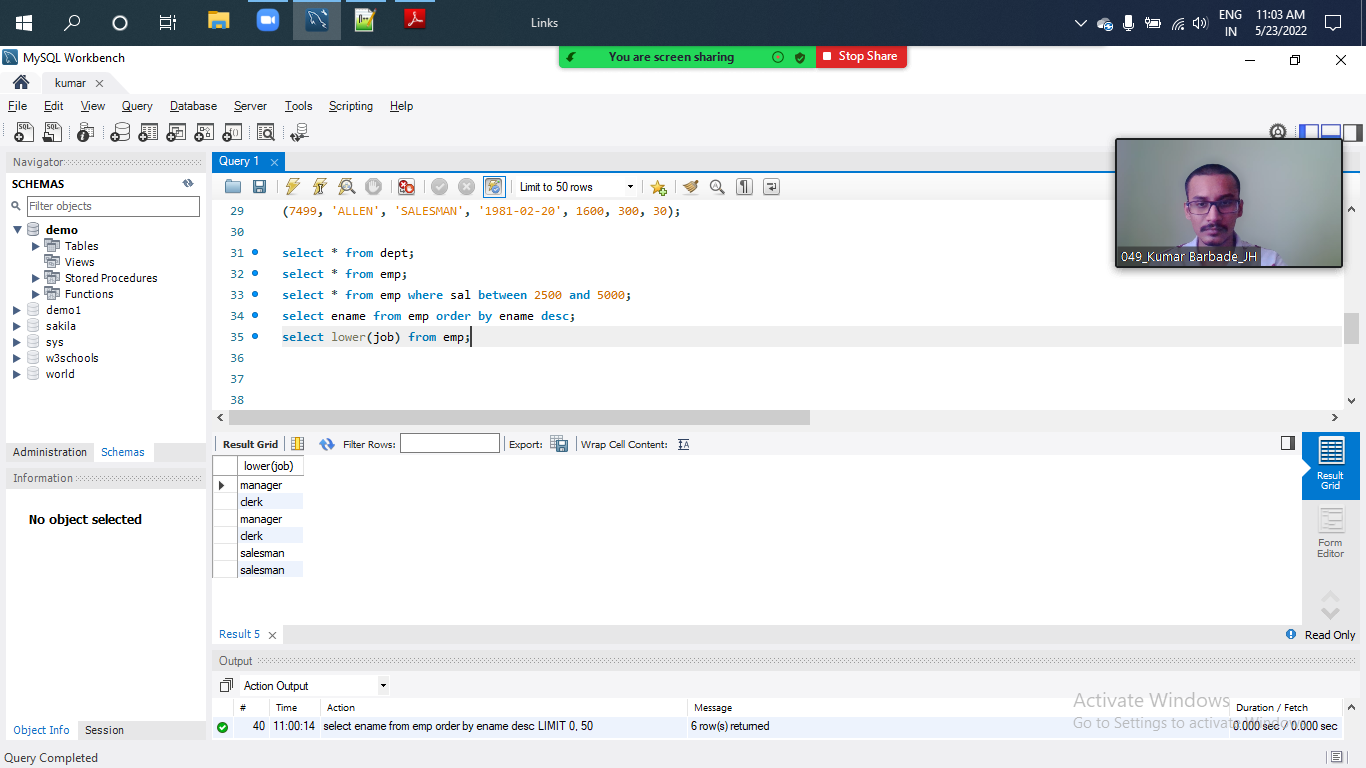 Links
ENG
IN
11:03 AM
5/23/2022
MySQL Workbench
You are screen sharing
Stop Share
kumar
File Edit View Query Database Server Tools Scripting Help
Navigator
SCHEMAS
Filter objects
demo
Tables
Views
Stored Procedures
Functions
demo1
sakila
sys
w3schools
world
Administration Schemas
Information
No object selected
Object Info Session
Query 1
Limit to 50 rows
29 (7499, 'ALLEN', 'SALESMAN', '1981-02-20', 1600, 300, 30);
30
31 select * from dept;
32 select * from emp;
33 select * from emp where sal between 2500 and 5000;
34 select ename from emp order by ename desc;
35 select lower(job) from emp;
36
37
38
049_Kumar Barbade_JH
Result Grid Filter Rows: Export: Wrap Cell Content:
lower(job)
manager
clerk
manager
clerk
salesman
salesman
Result
Grid
Form
Editor
Result 5
Read Only
Output
Action Output
# Time Action Message Duration / Fetch
40 11:00:14 select ename from emp order by ename desc LIMIT 0, 50 6 row(s) returned 0.000 sec / 0.000 sec
Activate Windows
Go to Settings to activate Windows.
Query Completed